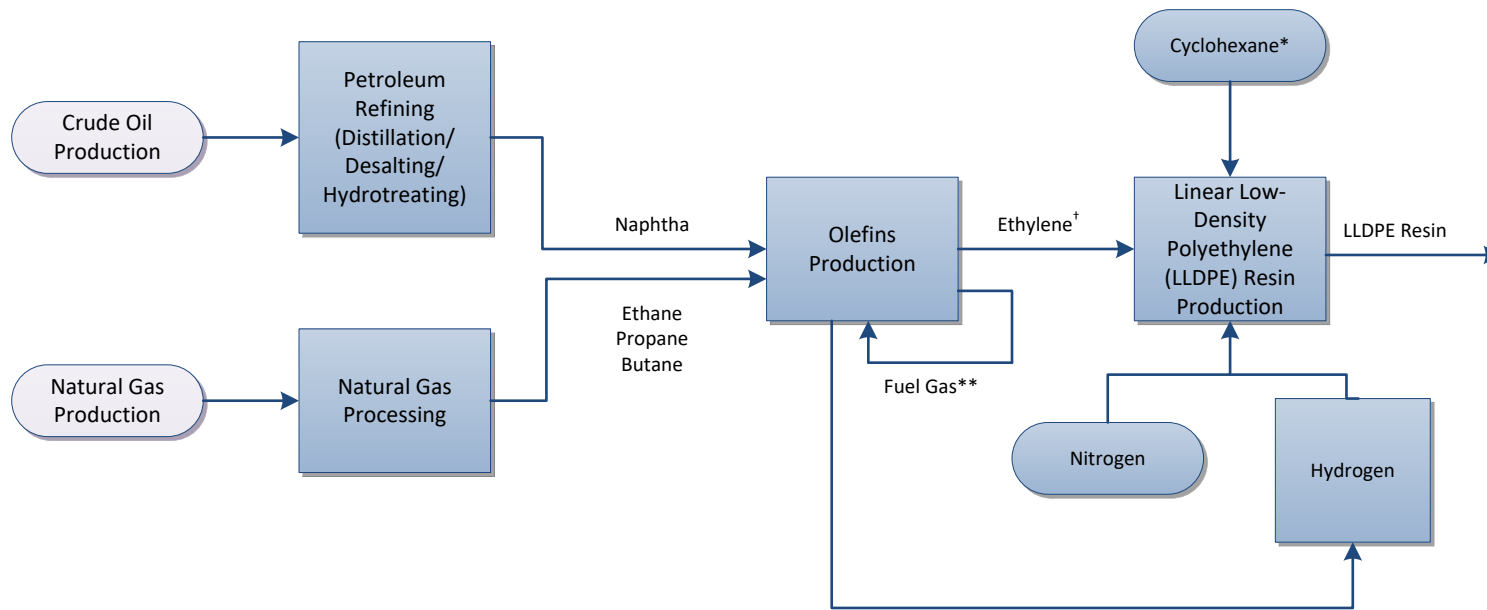 Cyclohexane*
Crude Oil
Production
Petroleum
Refining
(Distillation/
Desalting/
Hydrotreating)
Naphtha
Olefins
Production
Ethylene†
Linear Low-
Density
Polyethylene
(LLDPE) Resin
Production
LLDPE Resin
Ethane
Propane
Butane
Natural Gas
Production
Natural Gas
Processing
Fuel Gas**
Nitrogen
Hydrogen